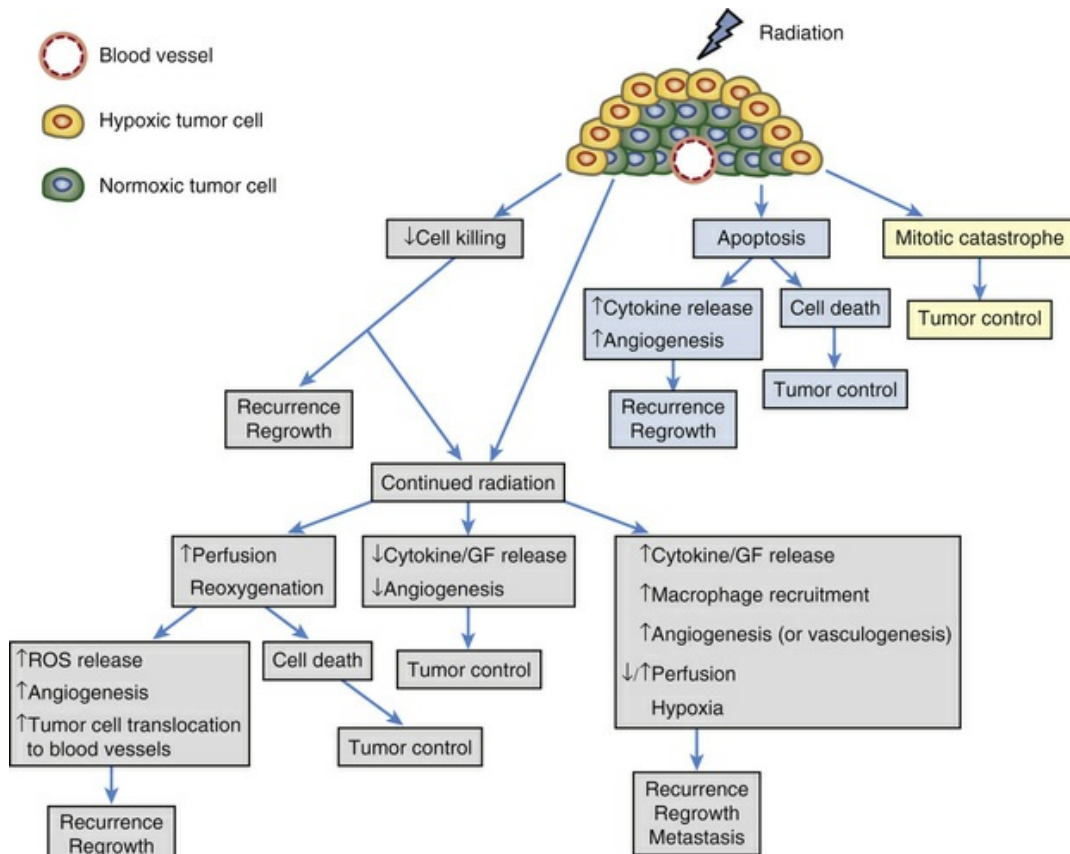 Radiation
Blood vessel
Hypoxic tumor cell
Normoxic tumor cell
↓Cell killing
Apoptosis
Mitotic catastrophe
↑Cytokine release
↑Angiogenesis
Cell death
Tumor control
Tumor control
Recurrence
Regrowth
Recurrence
Regrowth
Continued radiation
↑Perfusion
Reoxygenation
↓Cytokine/GF release
↓Angiogenesis
↑Cytokine/GF release
↑Macrophage recruitment
↑Angiogenesis (or vasculogenesis)
↓/↑Perfusion
Hypoxia
↑ROS release
↑Angiogenesis
↑Tumor cell translocation
to blood vessels
Cell death
Tumor control
Tumor control
Recurrence
Regrowth
Recurrence
Regrowth
Metastasis